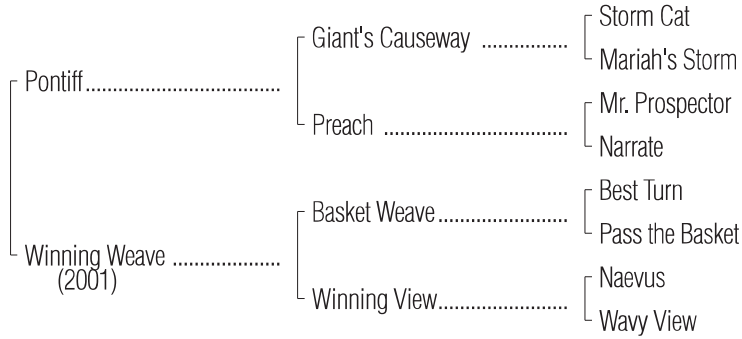 Storm Cat
Giant's Causeway ................
Mariah's Storm
Pontiff....................................
Mr. Prospector
Preach ..................................
Narrate
Best Turn
Basket Weave........................
Pass the Basket
Winning Weave ....................
(2001)
Naevus
Winning View........................
Wavy View